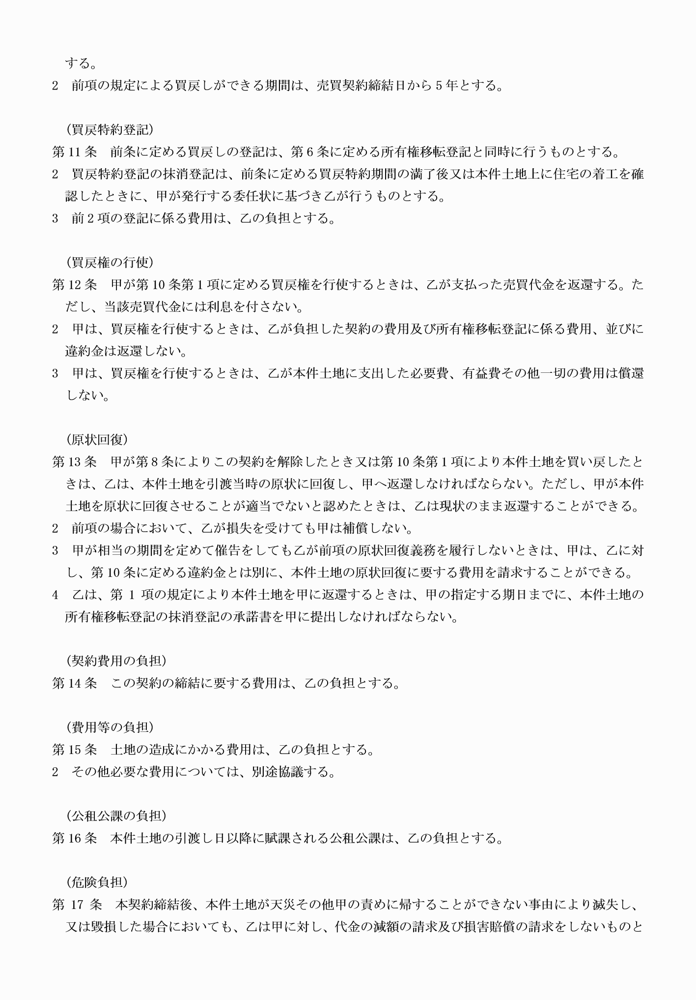 する。
2　前項の規定による買戻しができる期間は、売買契約締結日から 5 年とする。
（買戻特約登記）
第 11 条　前条に定める買戻しの登記は、第 6 条に定める所有権移転登記と同時に行うものとする。
2　買戻特約登記の抹消登記は、前条に定める買戻特約期間の満了後又は本件土地上に住宅の着工を確
認したときに、甲が発行する委任状に基づき乙が行うものとする。
3　前 2 項の登記に係る費用は、乙の負担とする。
（買戻権の行使）
第 12 条　甲が第 10 条第 1 項に定める買戻権を行使するときは、乙が支払った売買代金を返還する。た
だし、当該売買代金には利息を付さない。
2　甲は、買戻権を行使するときは、乙が負担した契約の費用及び所有権移転登記に係る費用、並びに
違約金は返還しない。
3　甲は、買戻権を行使するときは、乙が本件土地に支出した必要費、有益費その他一切の費用は償還
しない。
（原状回復）
第 13 条　甲が第 8 条によりこの契約を解除したとき又は第 10 条第 1 項により本件土地を買い戻したと
きは、乙は、本件土地を引渡当時の原状に回復し、甲へ返還しなければならない。ただし、甲が本件
土地を原状に回復させることが適当でないと認めたときは、乙は現状のまま返還することができる。
2　前項の場合において、乙が損失を受けても甲は補償しない。
3　甲が相当の期間を定めて催告をしても乙が前項の原状回復義務を履行しないときは、甲は、乙に対
し、第 10 条に定める違約金とは別に、本件土地の原状回復に要する費用を請求することができる。
4　乙は、第 1 項の規定により本件土地を甲に返還するときは、甲の指定する期日までに、本件土地の
所有権移転登記の抹消登記の承諾書を甲に提出しなければならない。
（契約費用の負担）
第 14 条　この契約の締結に要する費用は、乙の負担とする。
（費用等の負担）
第 15 条　土地の造成にかかる費用は、乙の負担とする。
2　その他必要な費用については、別途協議する。
（公租公課の負担）
第 16 条　本件土地の引渡し日以降に賦課される公租公課は、乙の負担とする。
（危険負担）
第 17 条　本契約締結後、本件土地が天災その他甲の責めに帰することができない事由により滅失し、
又は毀損した場合においても、乙は甲に対し、代金の減額の請求及び損害賠償の請求をしないものと